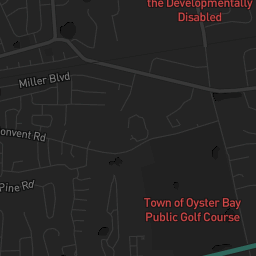 the Developmentally
Disabled
Miller Blvd
onvent Rd
Pine Rd
Town of Oyster Bay
Public Golf Course